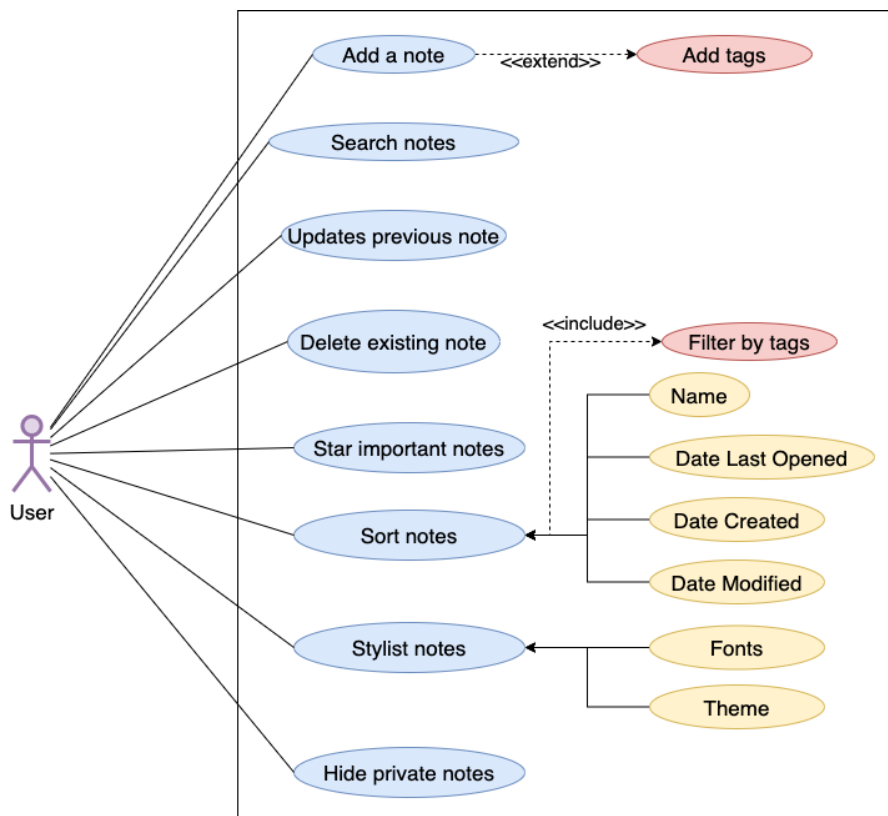 Add a note
<<extend>>
Add tags
Search notes
Updates previous note
<<include>>
Delete existing note
Filter by tags
Name
Star important notes
Date Last Opened
User
Sort notes
Date Created
Date Modified
Stylist notes
Fonts
Theme
Hide private notes